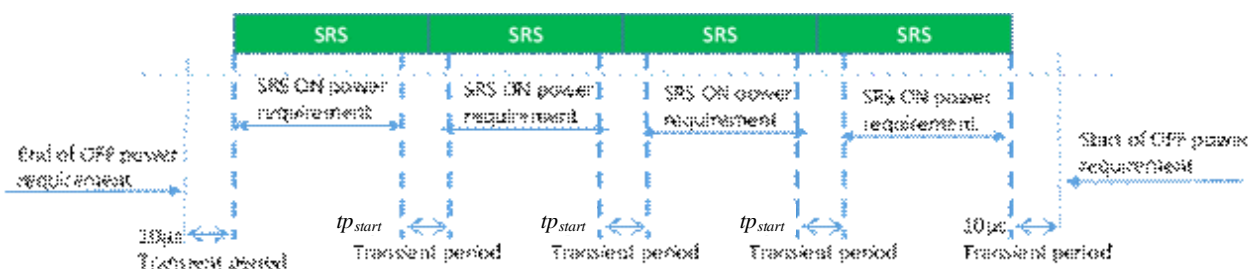 SRS SRS SRS SRS
SRS ON power
requirement
SRS ON power
requirement
SRS ON power
requirement
SRS ON power
requirement
End of OFF power
requirement
Start of OFF power
requirement
10µs
Transient period
tpstart
Transient period
tpstart
Transient period
tpstart
Transient period
10µs
Transient period